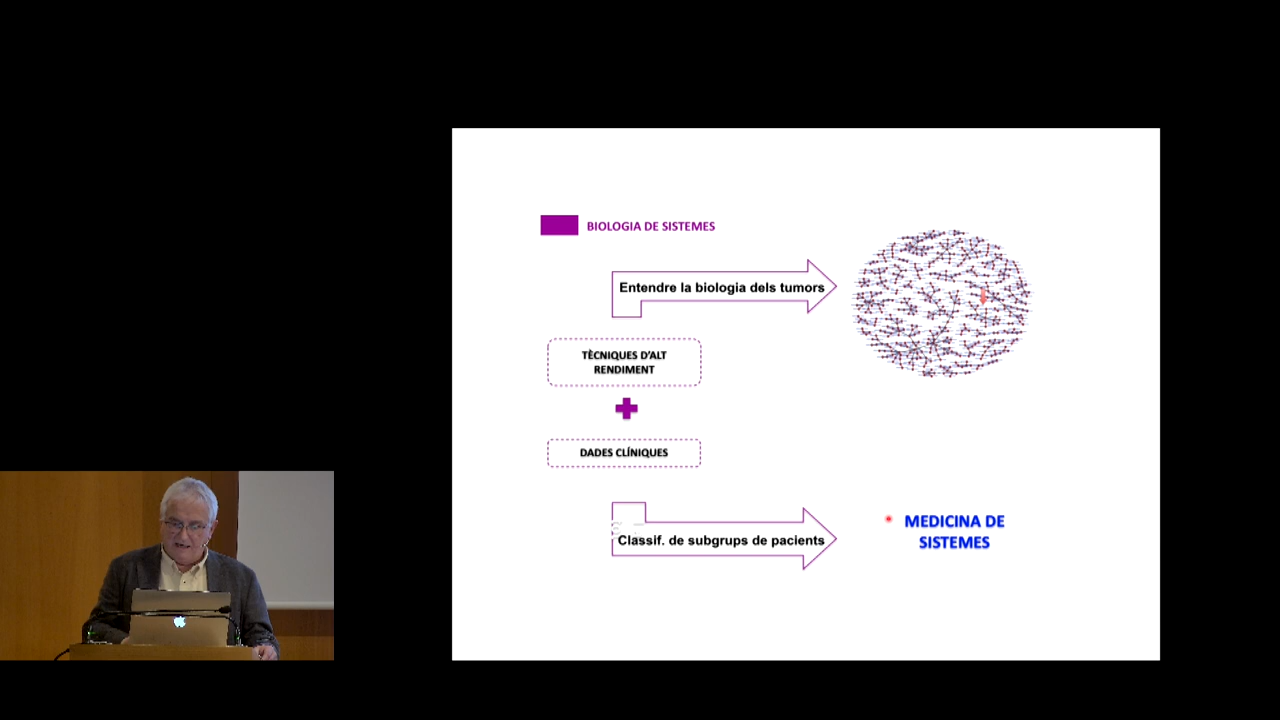 BIOLOGIA DE SISTEMES
Entendre la biologia dels tumors
TÈCNIQUES D'ALT
RENDIMENT
DADES CLÍNIQUES
Classif. de subgrups de pacients
MEDICINA DE
SISTEMES